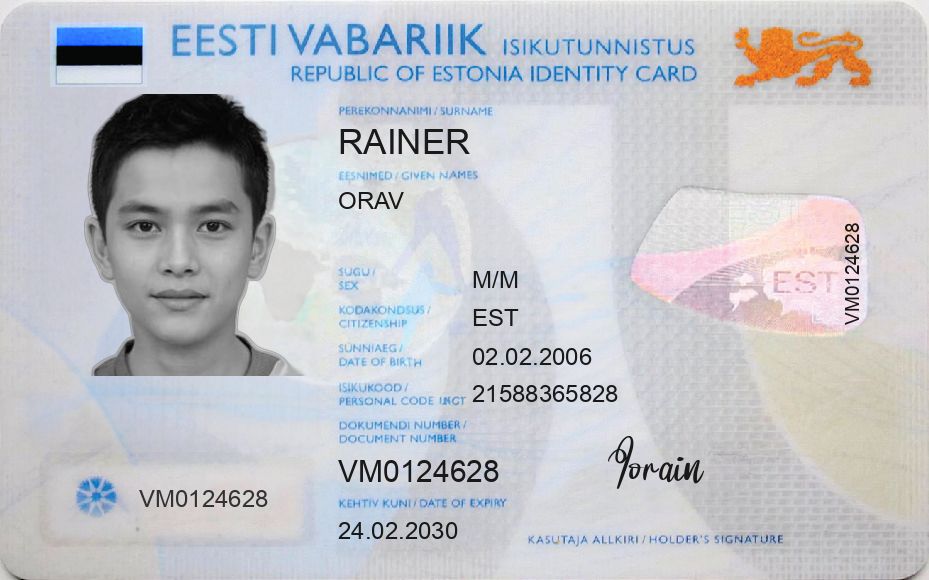 EESTI VABARIIK ISIKUTUNNISTUS
REPUBLIC OF ESTONIA IDENTITY CARD
PEREKONNANIMI / SURNAME
RAINER
EESNIMED / GIVEN NAMES
ORAV
SUGU / SEX
M/M
KODAKONDSUS / CITIZENSHIP
EST
SÜNNIAEG / DATE OF BIRTH
02.02.2006
ISIKUKOOD / PERSONAL CODE
21588365828
DOKUMENDI NUMBER / DOCUMENT NUMBER
VM0124628
KEHTIV KUNI / DATE OF EXPIRY
24.02.2030
VM0124628
EST
VM0124628
KASUTAJA ALLKIRI / HOLDER'S SIGNATURE